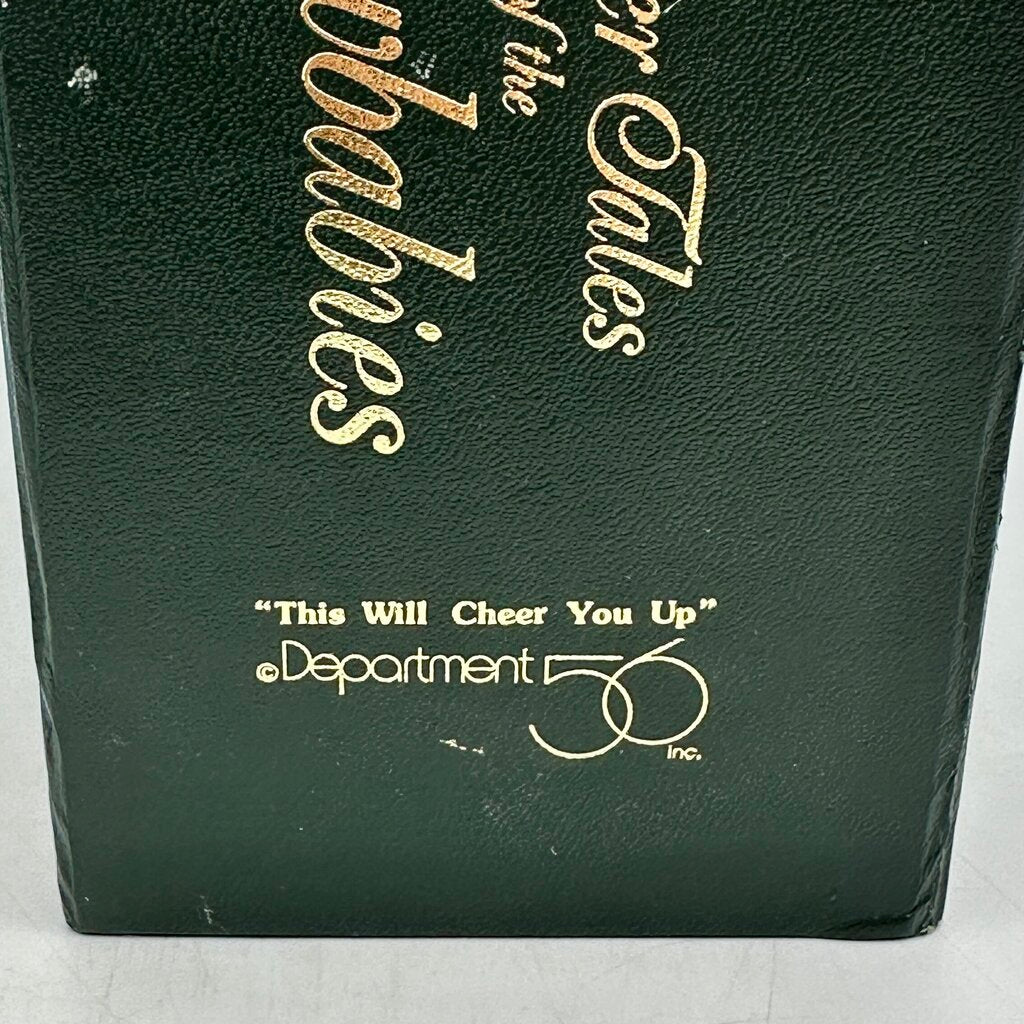 er Tales
of the
obabies
“This Will Cheer You Up”
©Department 56
Inc.